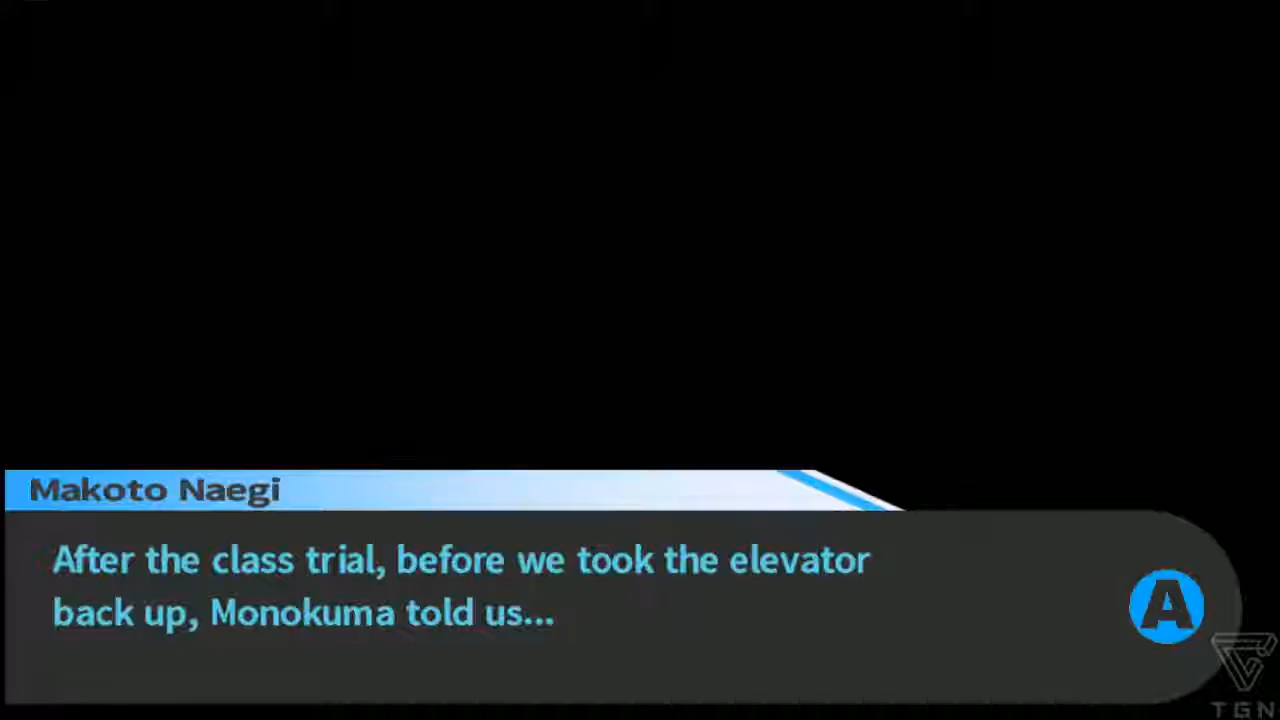 Makoto Naegi
After the class trial, before we took the elevator
back up, Monokuma told us...
A
TGN